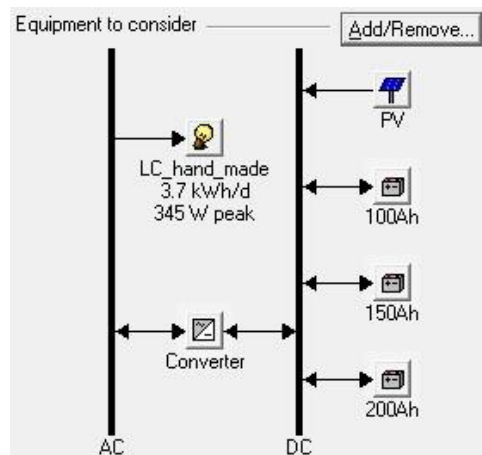 Equipment to consider
Add/Remove...
PV
LC_hand_made
3.7 kWh/d
345 W peak
100Ah
150Ah
Converter
200Ah
AC
DC